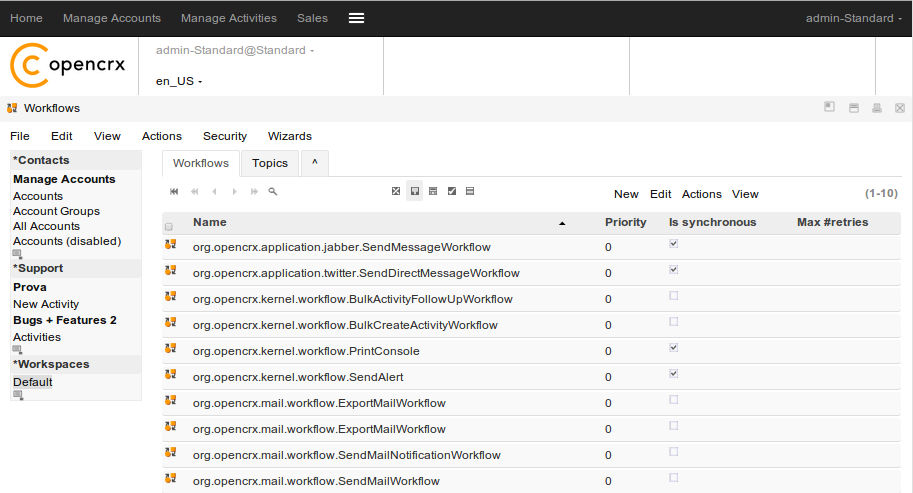 Home Manage Accounts Manage Activities Sales admin-Standard
opencrx
admin-Standard@Standard
en_US
Workflows
File Edit View Actions Security Wizards
*Contacts
Manage Accounts
Accounts
Account Groups
All Accounts
Accounts (disabled)
*Support
Prova
New Activity
Bugs + Features 2
Activities
*Workspaces
Default
Workflows Topics ^
New Edit Actions View (1-10)
Name Priority Is synchronous Max #retries
org.opencrx.application.jabber.SendMessageWorkflow 0
org.opencrx.application.twitter.SendDirectMessageWorkflow 0
org.opencrx.kernel.workflow.BulkActivityFollowUpWorkflow 0
org.opencrx.kernel.workflow.BulkCreateActivityWorkflow 0
org.opencrx.kernel.workflow.PrintConsole 0
org.opencrx.kernel.workflow.SendAlert 0
org.opencrx.mail.workflow.ExportMailWorkflow 0
org.opencrx.mail.workflow.ExportMailWorkflow 0
org.opencrx.mail.workflow.SendMailNotificationWorkflow 0
org.opencrx.mail.workflow.SendMailWorkflow 0